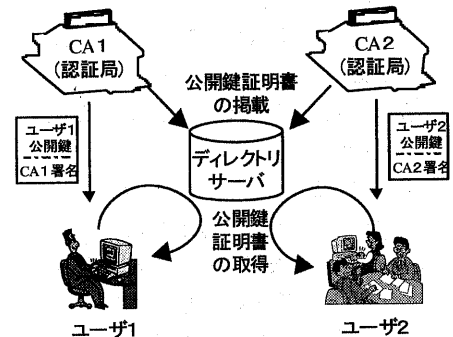 CA1
(認証局)
CA2
(認証局)
公開鍵証明書
の掲載
ユーザ1
公開鍵
CA1署名
ディレクトリ
サーバ
ユーザ2
公開鍵
CA2署名
公開鍵
証明書
の取得
ユーザ1
ユーザ2